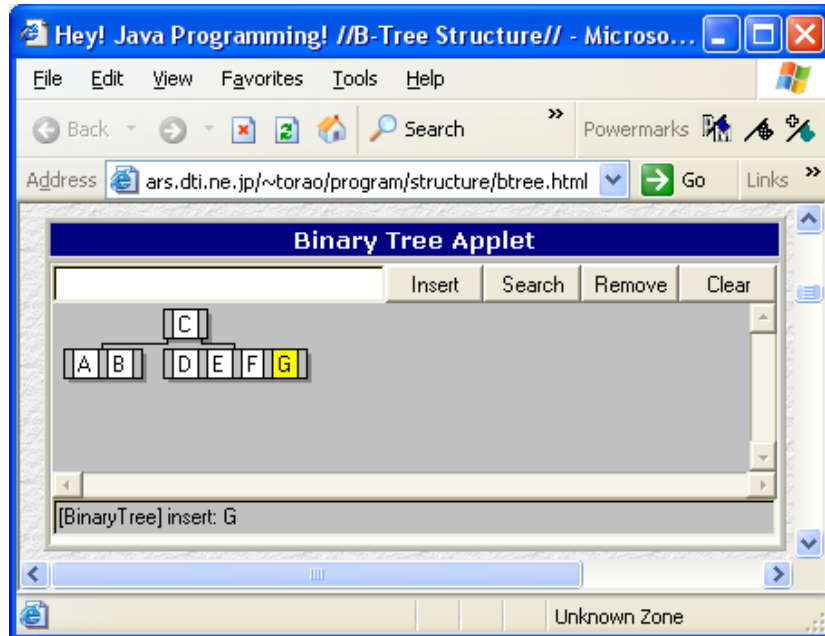 Hey! Java Programming! //B-Tree Structure// - Microso...
File Edit View Favorites Tools Help
Back Search » Powermarks
Address ars.dti.ne.jp/~torao/program/structure/btree.html Go Links »
Binary Tree Applet
Insert Search Remove Clear
C
A B D E F G
[BinaryTree] insert: G
Unknown Zone